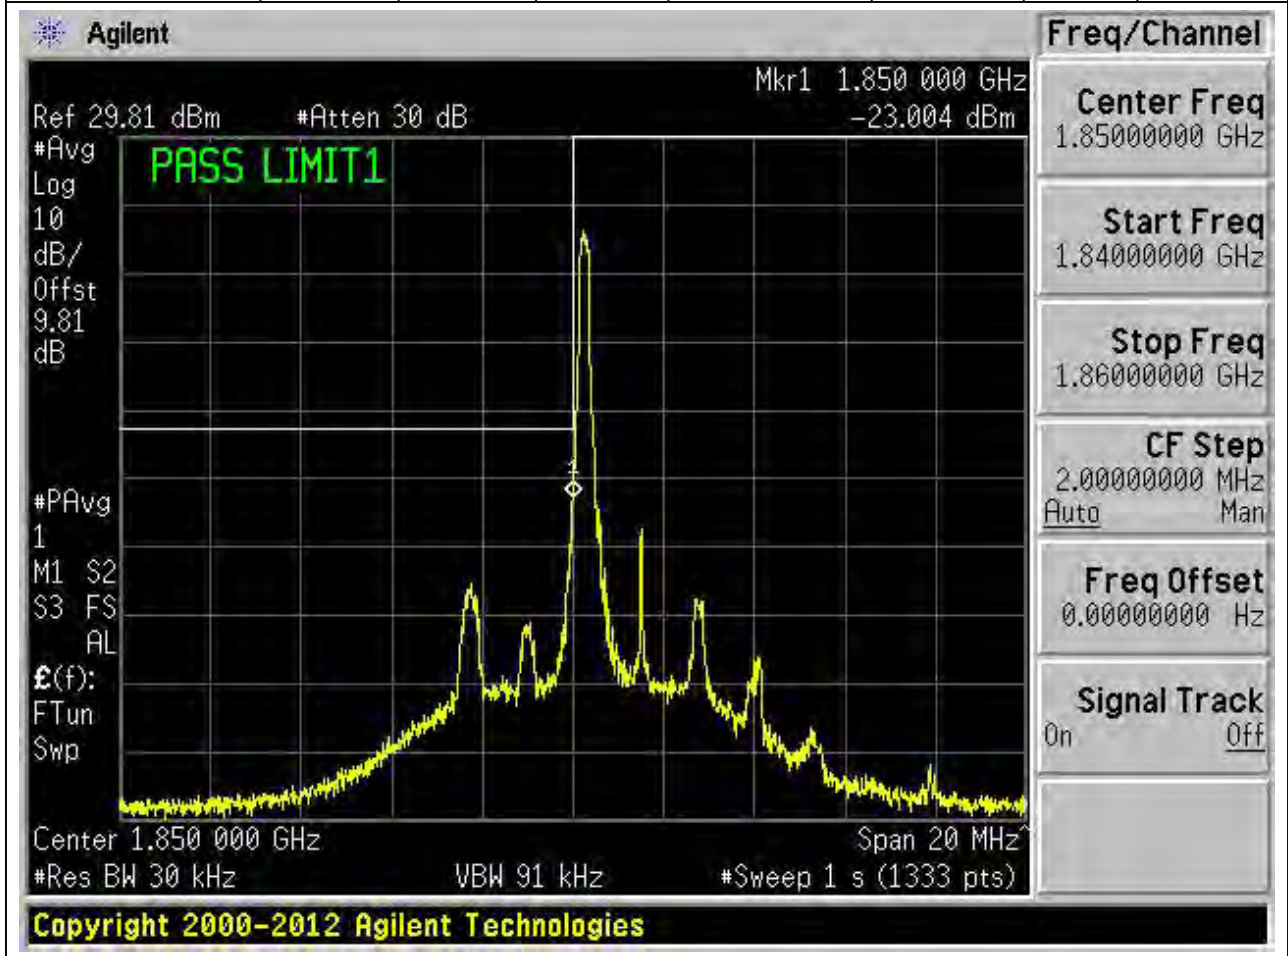 Agilent
Freq/Channel
Mkr1 1.850 000 GHz
Ref 29.81 dBm #Atten 30 dB -23.004 dBm
#Avg
Log
10
dB/
Offst
9.81
dB
PASS LIMIT1
1
#PAvg
1
M1 S2
S3 FS
AL
£(f):
FTun
Swp
Center 1.850 000 GHz Span 20 MHz^
#Res BW 30 kHz VBW 91 kHz #Sweep 1 s (1333 pts)
Copyright 2000-2012 Agilent Technologies
Center Freq
1.85000000 GHz
Start Freq
1.84000000 GHz
Stop Freq
1.86000000 GHz
CF Step
2.00000000 MHz
Auto Man
Freq Offset
0.00000000 Hz
Signal Track
On Off